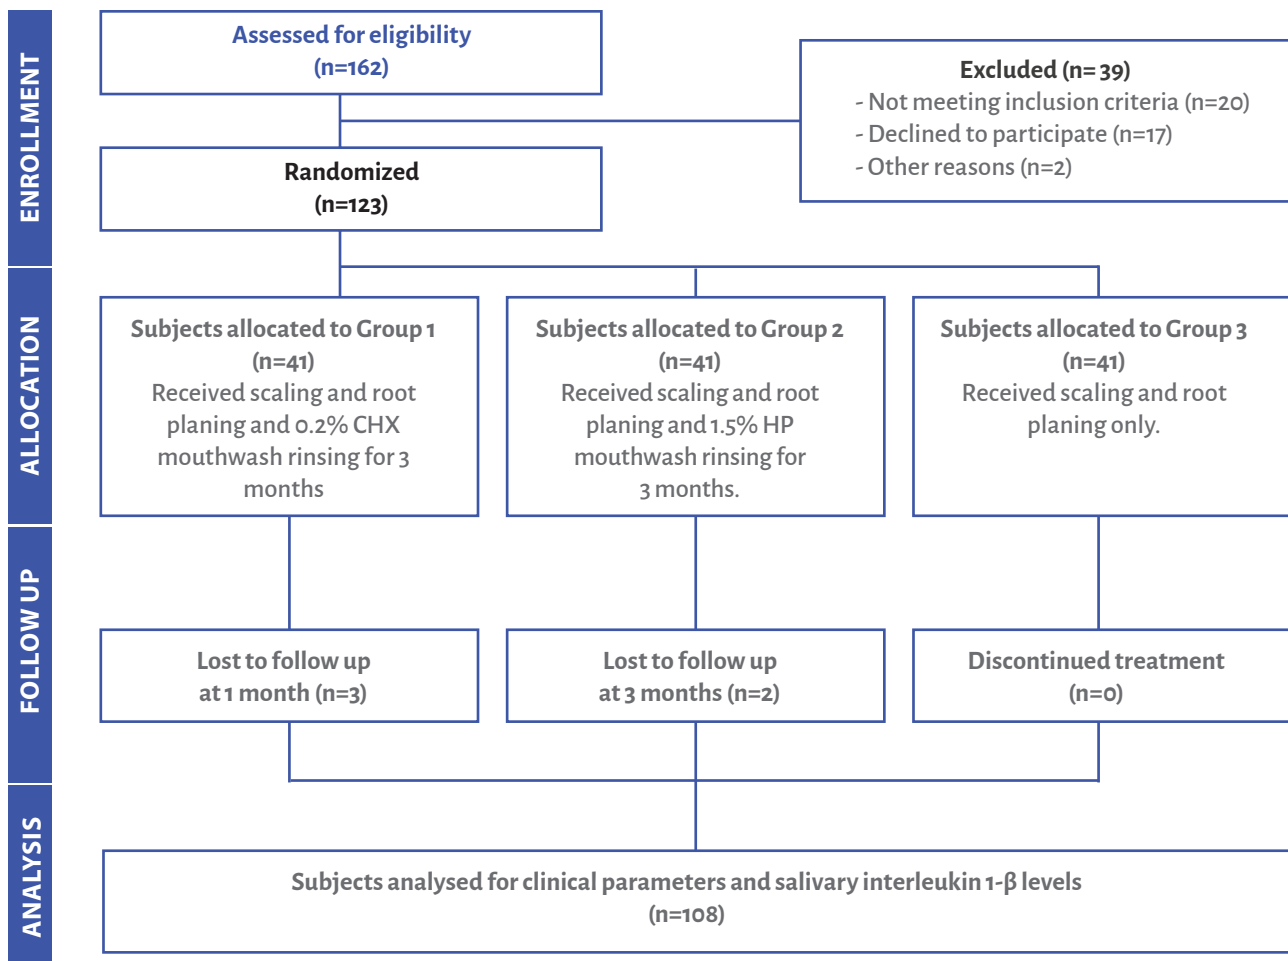 ENROLLMENT
Assessed for eligibility
(n=162)
Excluded (n= 39)
- Not meeting inclusion criteria (n=20)
- Declined to participate (n=17)
- Other reasons (n=2)
Randomized
(n=123)
ALLOCATION
Subjects allocated to Group 1
(n=41)
Received scaling and root
planing and 0.2% CHX
mouthwash rinsing for 3
months
Subjects allocated to Group 2
(n=41)
Received scaling and root
planing and 1.5% HP
mouthwash rinsing for
3 months.
Subjects allocated to Group 3
(n=41)
Received scaling and root
planing only.
FOLLOW UP
Lost to follow up
at 1 month (n=3)
Lost to follow up
at 3 months (n=2)
Discontinued treatment
(n=0)
ANALYSIS
Subjects analysed for clinical parameters and salivary interleukin 1-β levels
(n=108)